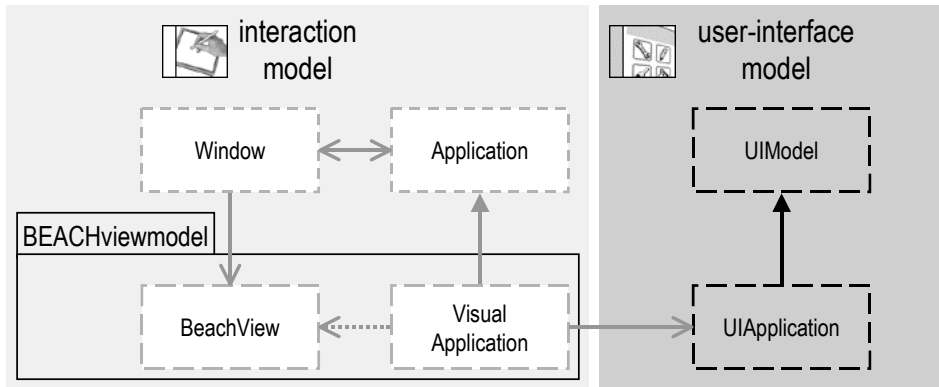 interaction
model
user-interface
model
Window
Application
UIModel
BEACHviewmodel
BeachView
Visual
Application
UIApplication